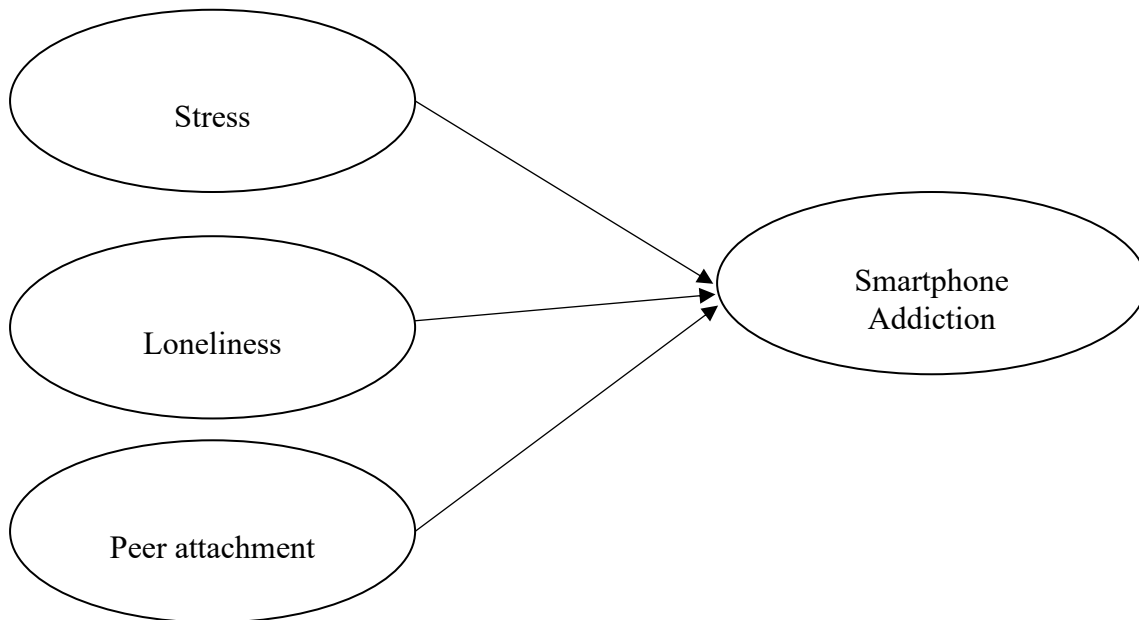 Stress
Loneliness
Peer attachment
Smartphone
Addiction